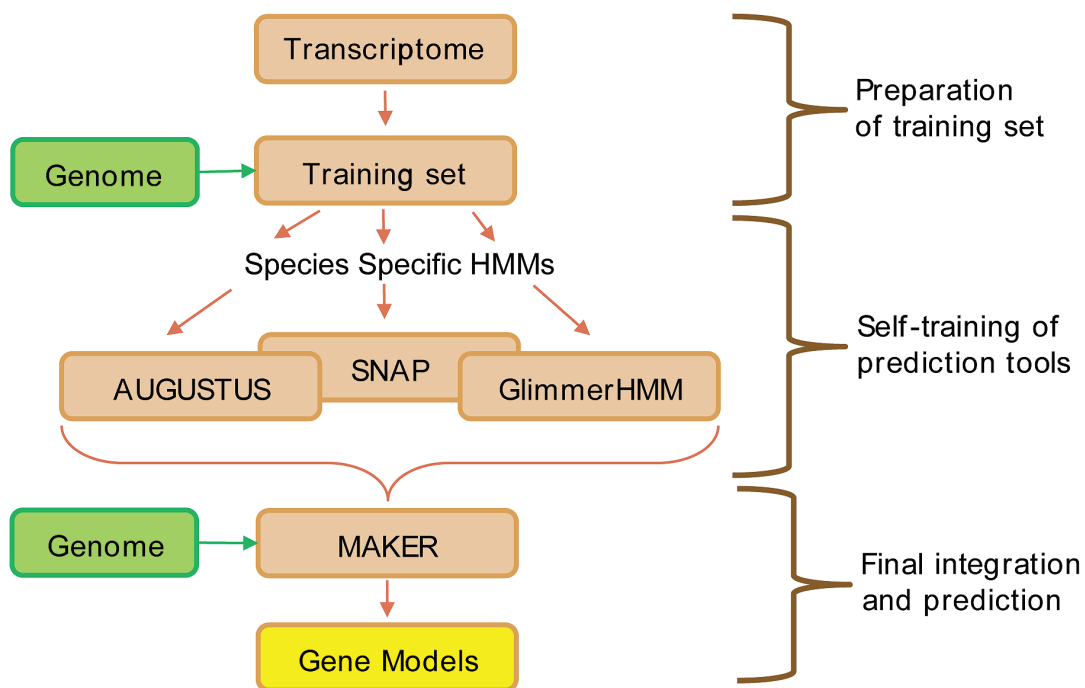 Transcriptome
Preparation
of training set
Genome
Training set
Species Specific HMMs
Self-training of
prediction tools
AUGUSTUS
SNAP
GlimmerHMM
Genome
MAKER
Final integration
and prediction
Gene Models